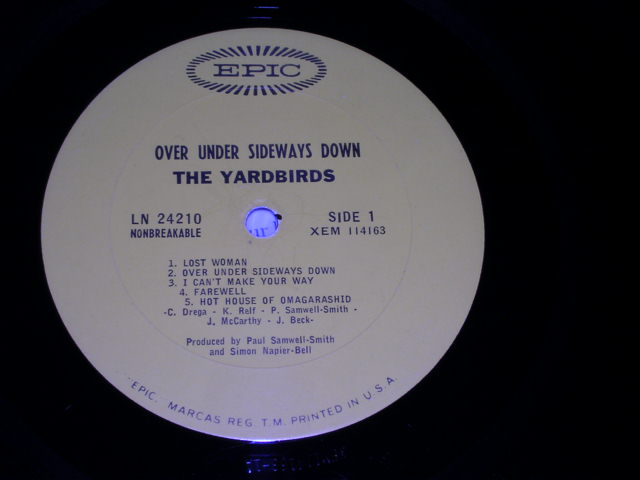 EPIC
OVER UNDER SIDEWAYS DOWN
THE YARDBIRDS
LN 24210
NONBREAKABLE
SIDE 1
XEM 114163
1. LOST WOMAN
2. OVER UNDER SIDEWAYS DOWN
3. I CAN'T MAKE YOUR WAY
4. FAREWELL
5. HOT HOUSE OF OMAGARASHID
-C. Drega - K. Relf - P. Samwell-Smith -
J. McCarthy - J. Beck-
Produced by Paul Samwell-Smith
and Simon Napier-Bell
"EPIC, MARCAS REG. T.M. PRINTED IN U.S.A.